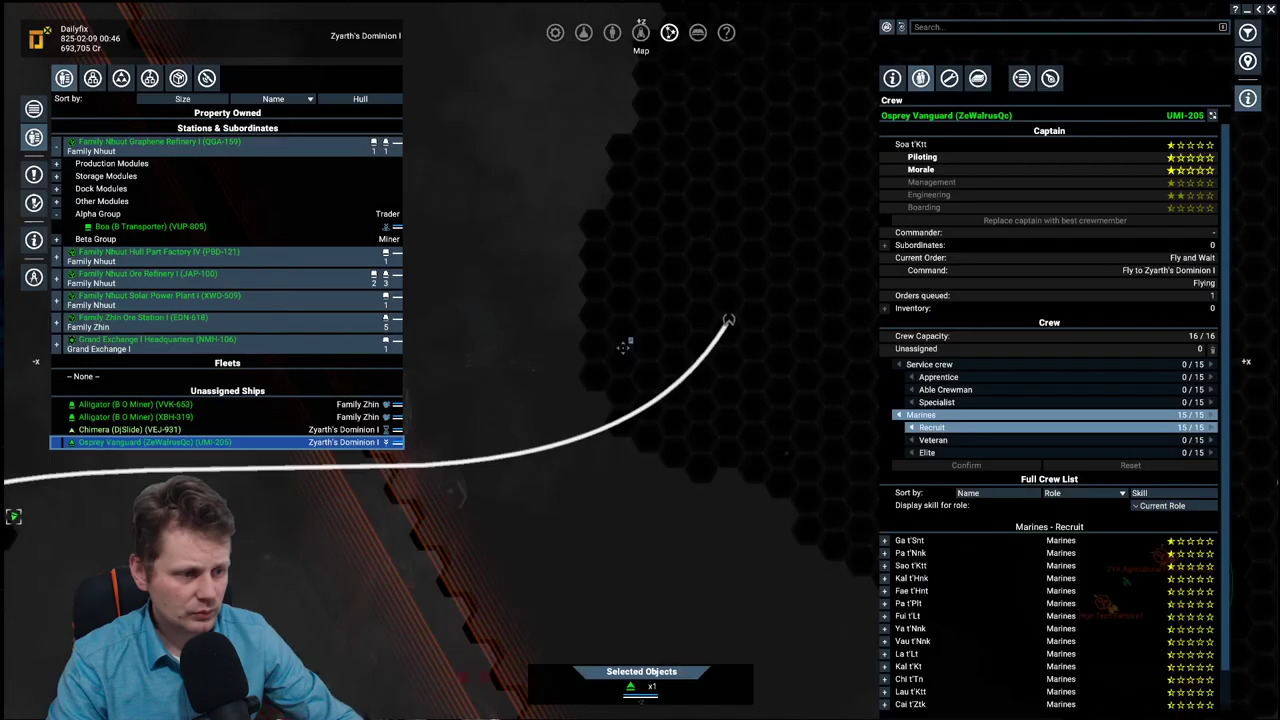 Dailyfix
825-02-09 00:46
693,705 Cr
Zyarth's Dominion I
+z
Map
Search...
Sort by:
Size
Name
Hull
Property Owned
Stations & Subordinates
Family Nhuut Graphene Refinery I (QGA-159)
Family Nhuut
1 1
Production Modules
Storage Modules
Dock Modules
Other Modules
Alpha Group
Trader
Boa (B Transporter) (VUP-805)
Beta Group
Miner
Family Nhuut Hull Part Factory IV (PBD-121)
Family Nhuut
1
Family Nhuut Ore Refinery I (JAP-100)
Family Nhuut
2 3
Family Nhuut Solar Power Plant I (XWD-509)
Family Nhuut
1
Family Zhin Ore Station I (EDN-618)
Family Zhin
5
Grand Exchange I Headquarters (NMH-106)
Grand Exchange I
1
Fleets
-- None --
Unassigned Ships
Alligator (B O Miner) (VVK-653)
Family Zhin
Alligator (B O Miner) (XBH-319)
Family Zhin
Chimera (DjSlide) (VEJ-931)
Zyarth's Dominion I
Osprey Vanguard (ZeWalrusQc) (UMI-205)
Zyarth's Dominion I
-x
+x
Selected Objects
x1
-z
Crew
Osprey Vanguard (ZeWalrusQc)
UMI-205
Captain
Soa t'Ktt
Piloting
Morale
Management
Engineering
Boarding
Replace captain with best crewmember
Commander:
-
Subordinates:
0
Current Order:
Fly and Wait
Command:
Fly to Zyarth's Dominion I
Flying
Orders queued:
1
Inventory:
0
Crew
Crew Capacity:
16 / 16
Unassigned
0
Service crew
0 / 15
Apprentice
0 / 15
Able Crewman
0 / 15
Specialist
0 / 15
Marines
15 / 15
Recruit
15 / 15
Veteran
0 / 15
Elite
0 / 15
Confirm
Reset
Full Crew List
Sort by:
Name
Role
Skill
Display skill for role:
Current Role
Marines - Recruit
Ga t'Snt
Marines
Pa t'Nnk
Marines
Sao t'Ktt
Marines
Kal t'Hnk
Marines
Fae t'Hnt
Marines
Pa t'Plt
Marines
Fui t'Lt
Marines
Ya t'Nnk
Marines
Vau t'Nnk
Marines
La t'Lt
Marines
Kal t'Kt
Marines
Chi t'Tn
Marines
Lau t'Ktt
Marines
Cai t'Ztk
Marines